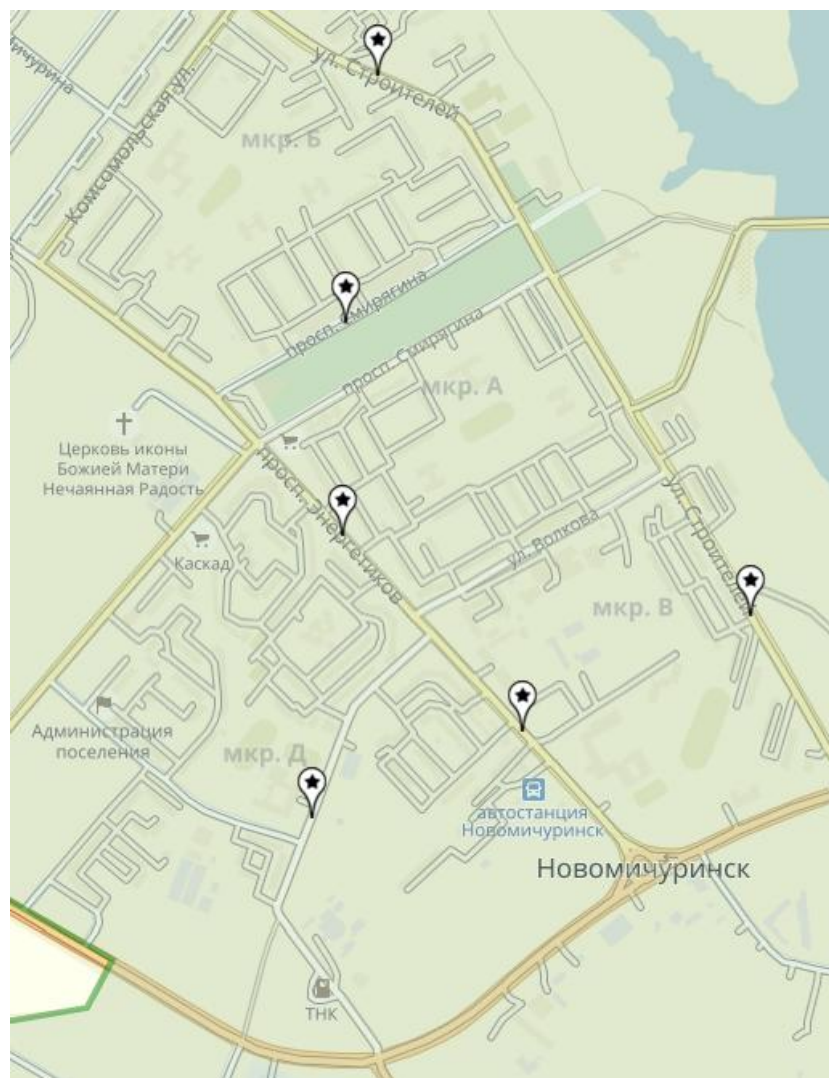 Мичурина
ул. Строителей
Комсомольская ул.
мкр. Б
просп. Смирягина
просп. Смирягина
мкр. А
Церковь иконы
Божией Матери
Нечаянная Радость
просп. Энергетиков
Каскад
ул. Волкова
ул. Строителей
мкр. В
Администрация
поселения
мкр. Д
автостанция
Новомичуринск
Новомичуринск
ТНК